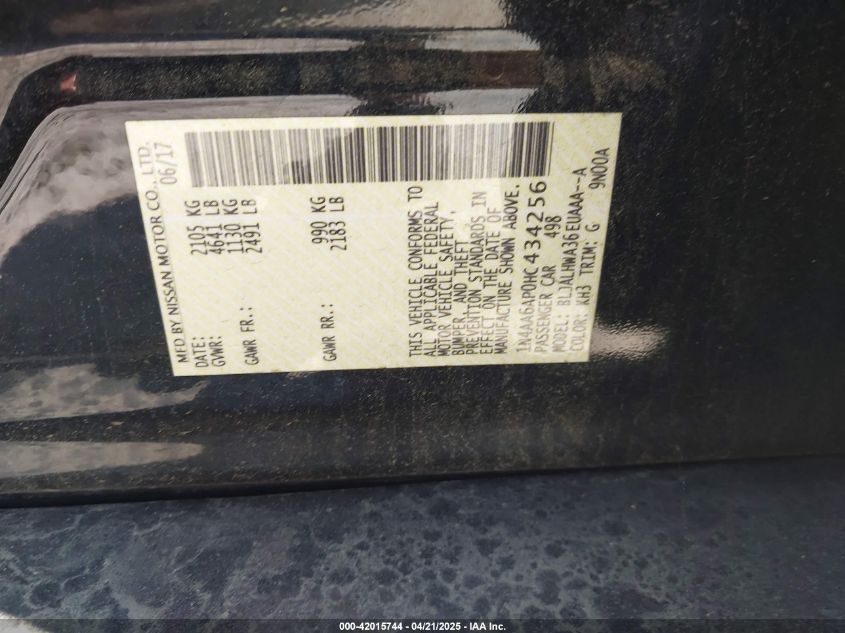 MFD BY NISSAN MOTOR CO., LTD.
DATE: 06/17
GVWR: 2105 KG
4641 LB
GAWR FR.: 1130 KG
2491 LB
GAWR RR.: 990 KG
2183 LB
THIS VEHICLE CONFORMS TO
ALL APPLICABLE FEDERAL
MOTOR VEHICLE SAFETY,
BUMPER, AND THEFT
PREVENTION STANDARDS IN
EFFECT ON THE DATE OF
MANUFACTURE SHOWN ABOVE.
1N4AA6AP0HC434256
PASSENGER CAR 498
MODEL: BLJALHWA36EUAAA--A
COLOR: KH3 TRIM: G 9N00A
000-42015744 - 04/21/2025 - IAA Inc.